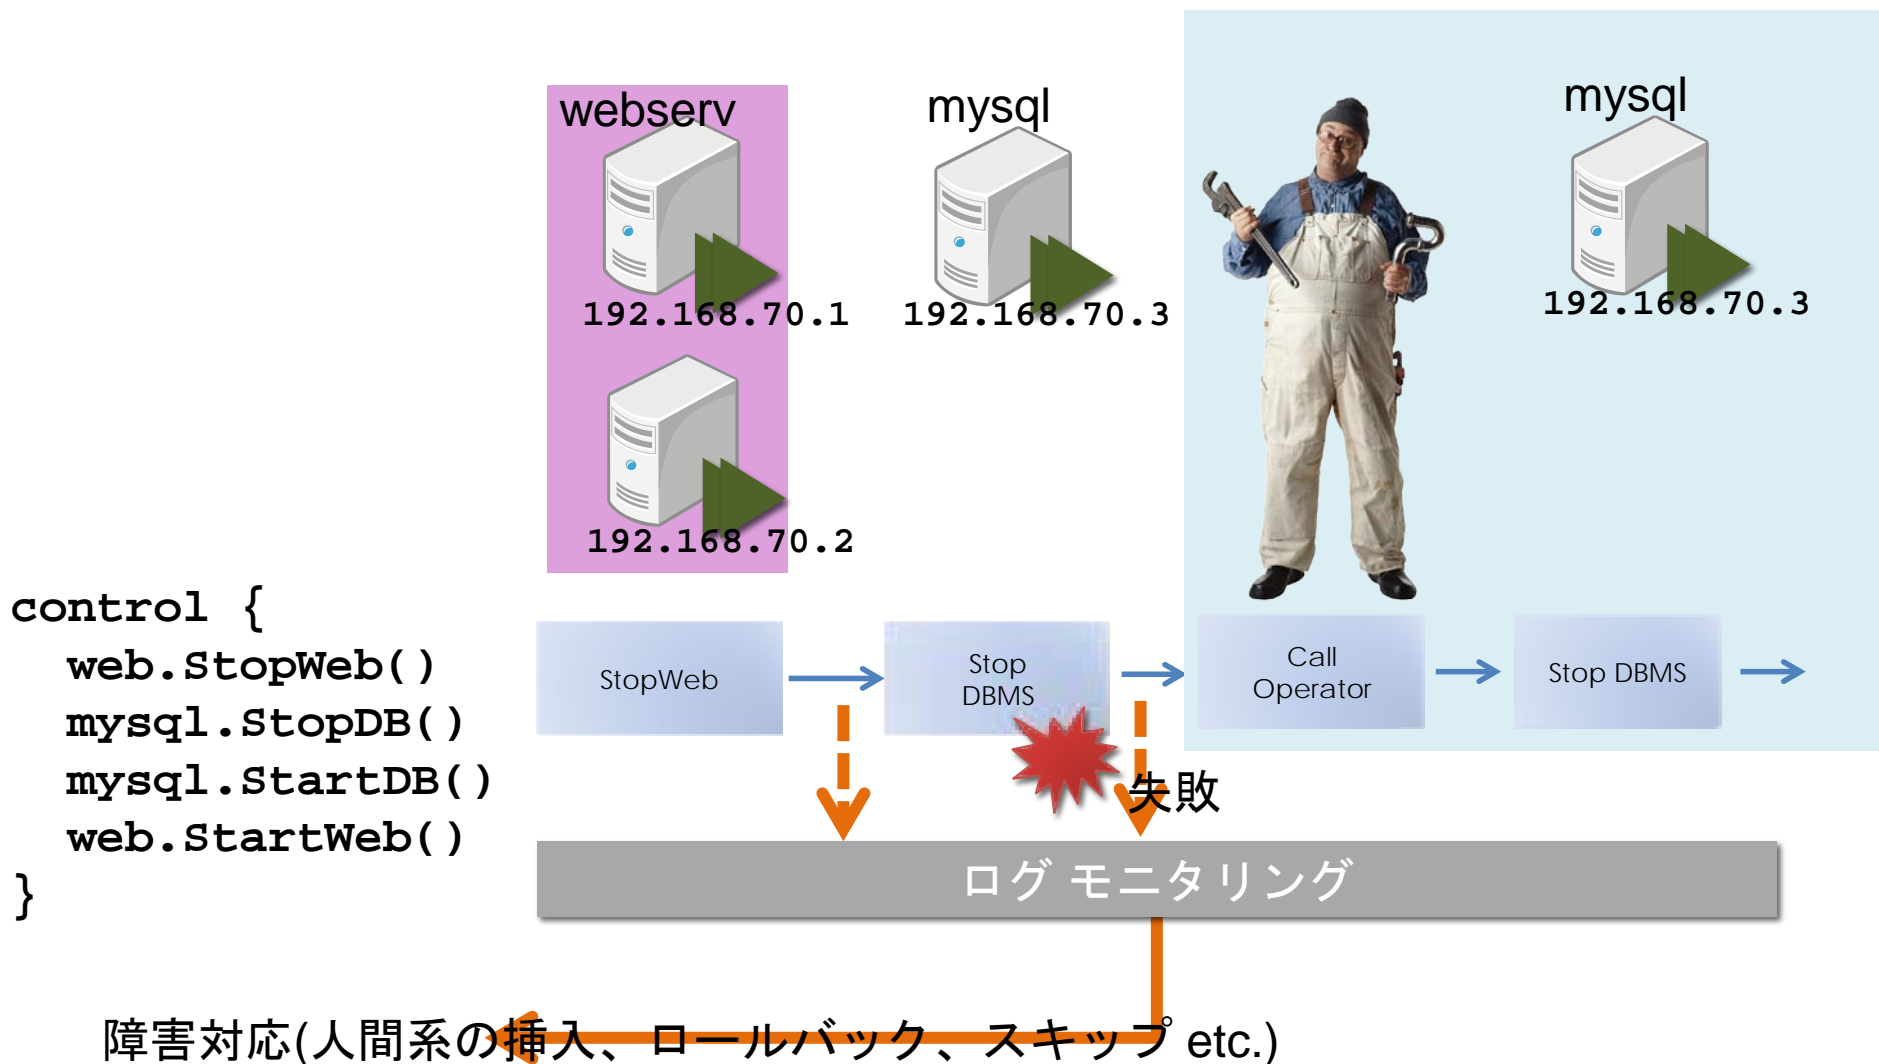 webserv
mysql
mysql
192.168.70.1
192.168.70.3
192.168.70.3
192.168.70.2
control {
web.StopWeb()
mysql.StopDB()
mysql.StartDB()
web.StartWeb()
}
StopWeb
Stop
DBMS
Call
Operator
Stop DBMS
失敗
ログ モニタリング
障害対応(人間系の挿入、ロールバック、スキップ etc.)